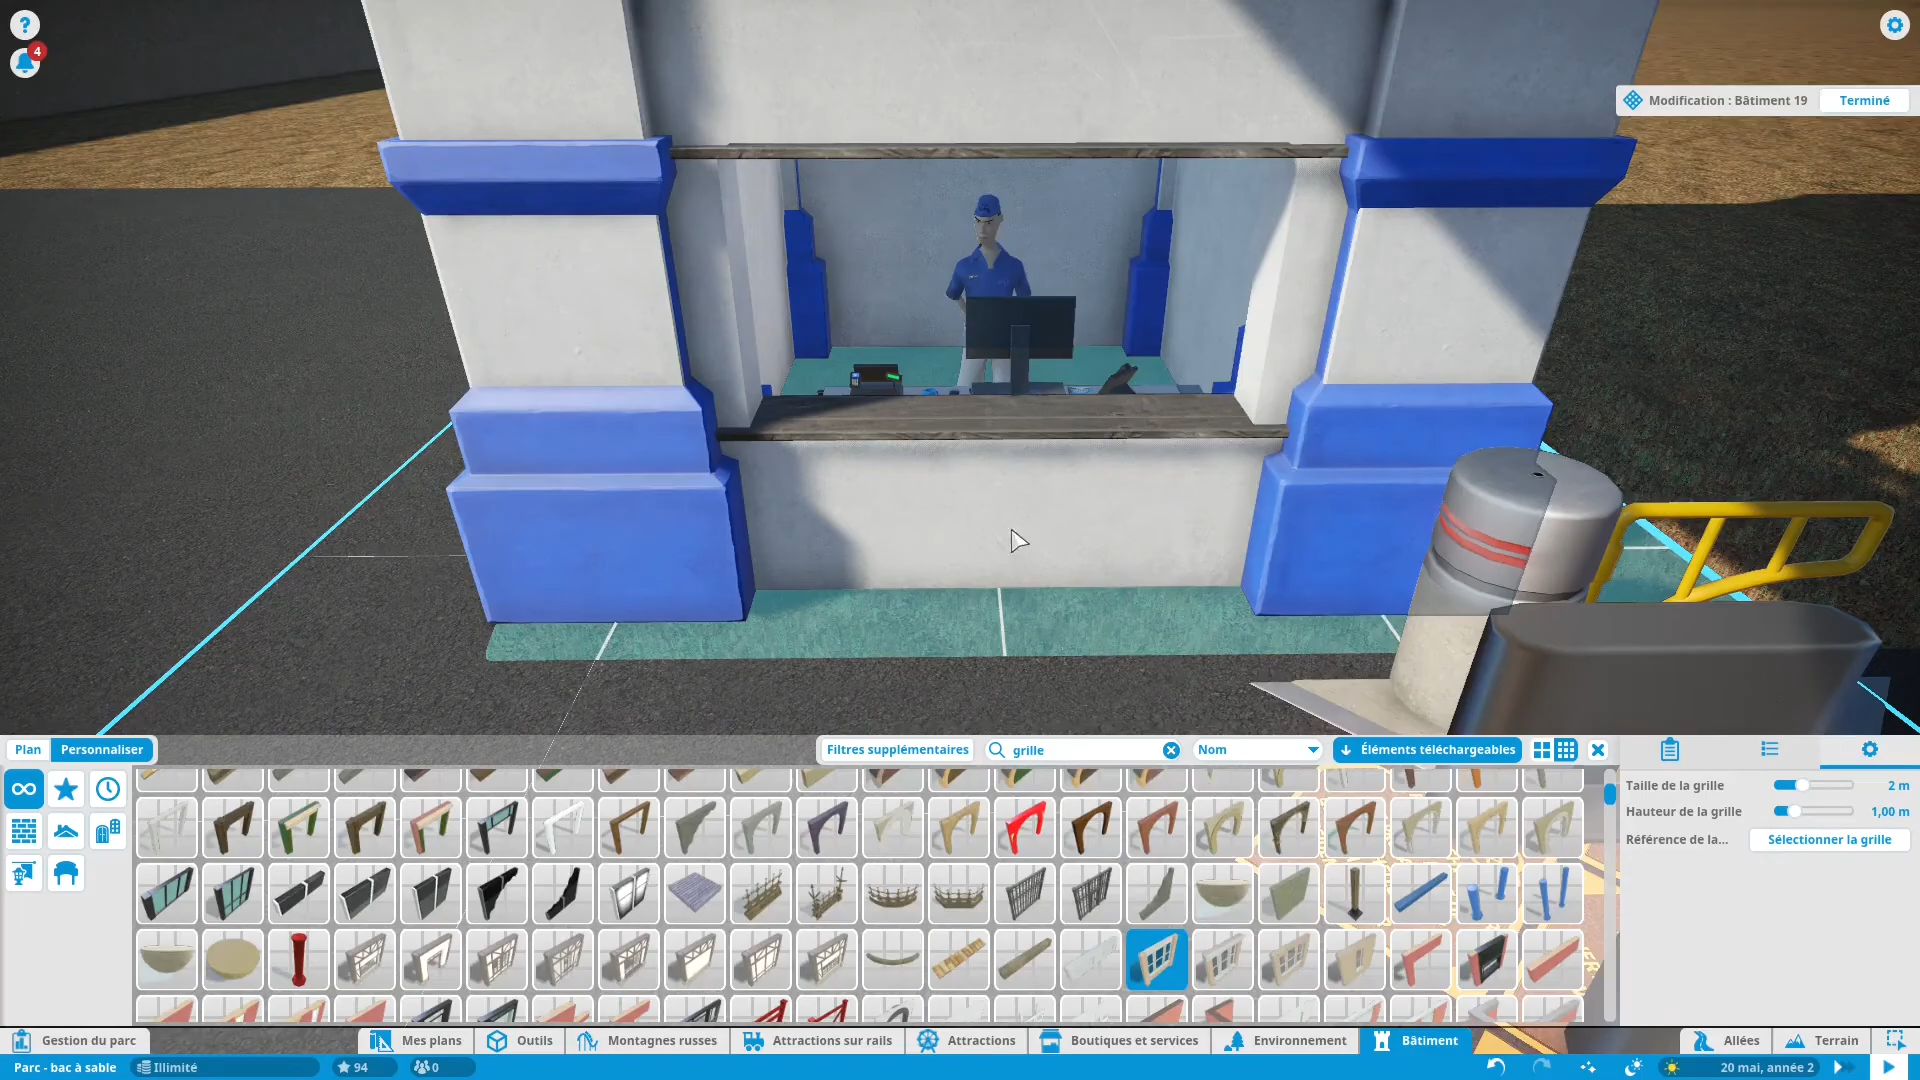 ?
4
Modification : Bâtiment 19
Terminé
Plan
Personnaliser
Filtres supplémentaires
grille
Nom
Éléments téléchargeables
Taille de la grille
2 m
Hauteur de la grille
1,00 m
Référence de la...
Sélectionner la grille
Gestion du parc
Mes plans
Outils
Montagnes russes
Attractions sur rails
Attractions
Boutiques et services
Environnement
Bâtiment
Allées
Terrain
Parc - bac à sable
Illimité
94
0
20 mai, année 2